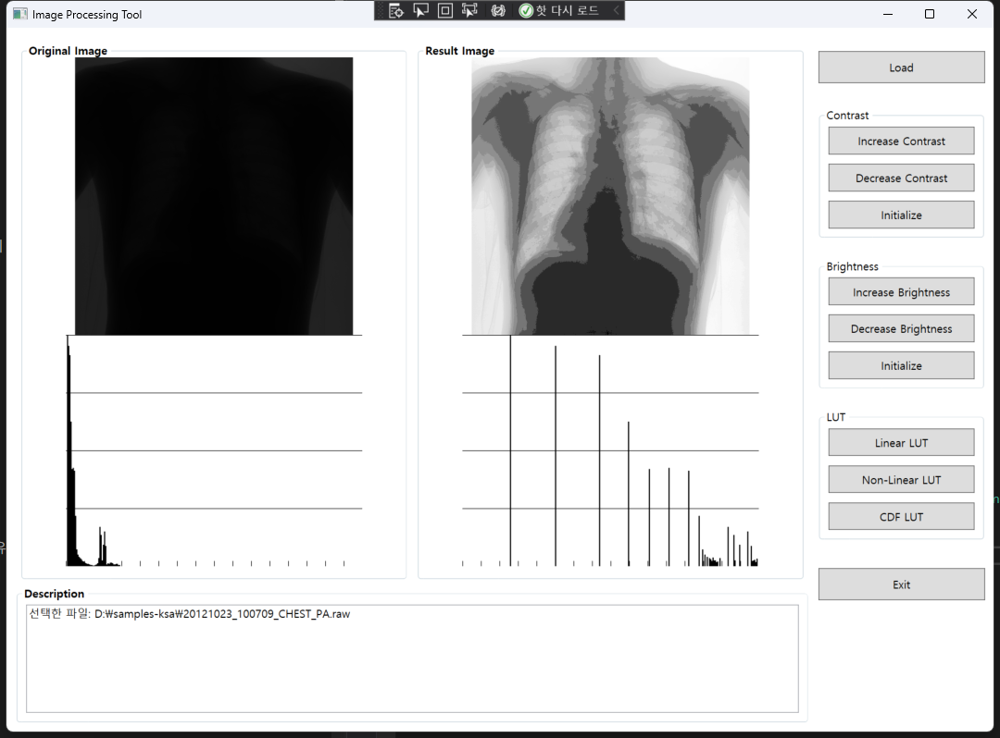 Image Processing Tool
핫 다시 로드
Original Image
Result Image
Load
Contrast
Increase Contrast
Decrease Contrast
Initialize
Brightness
Increase Brightness
Decrease Brightness
Initialize
LUT
Linear LUT
Non-Linear LUT
CDF LUT
Exit
Description
선택한 파일: D:₩samples-ksa₩20121023_100709_CHEST_PA.raw